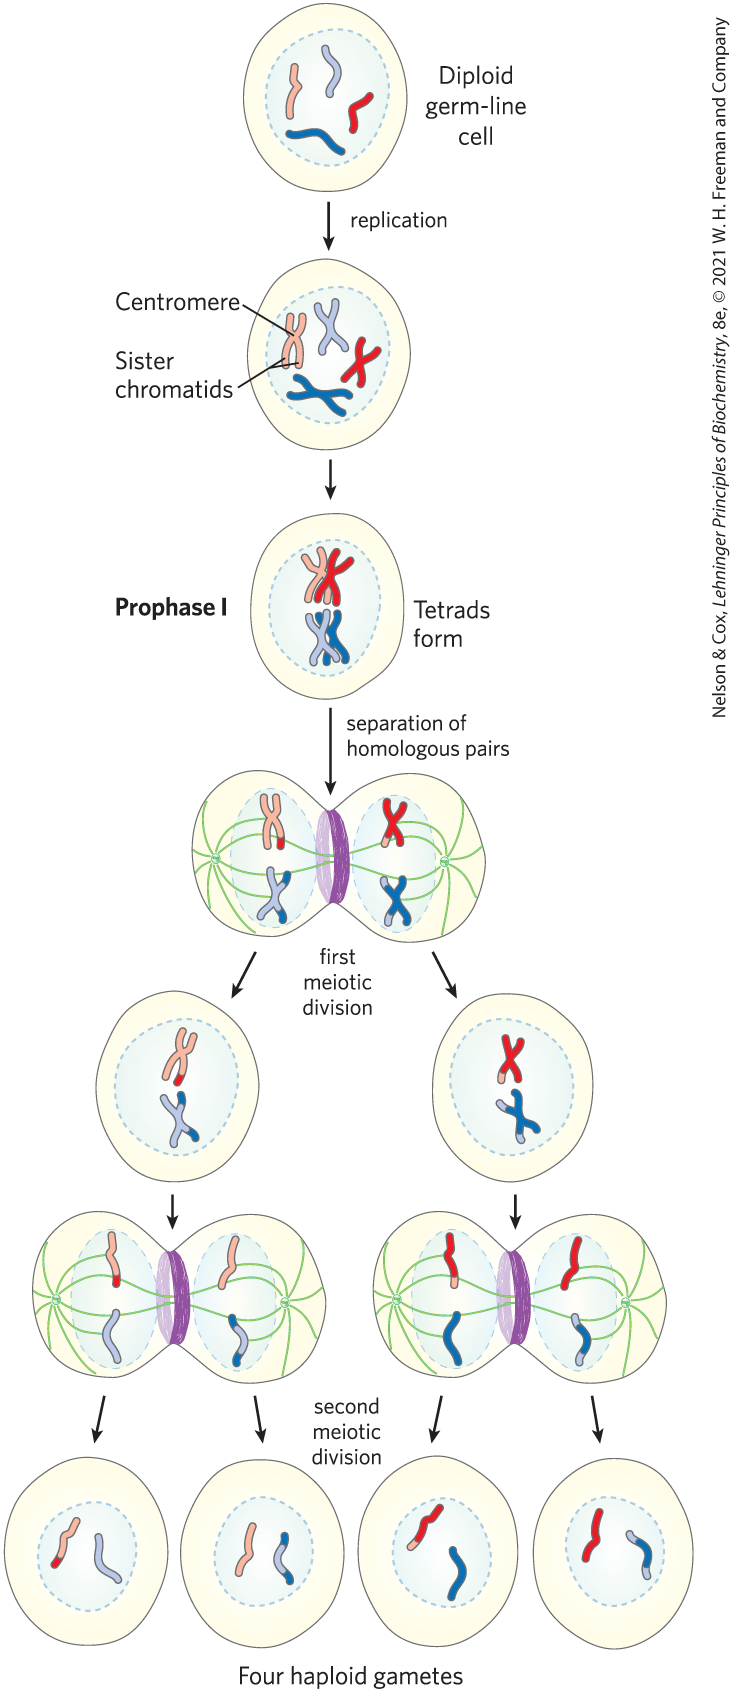 Diploid
germ-line
cell
replication
Centromere
Sister
chromatids
Prophase I
Tetrads
form
separation of
homologous pairs
first
meiotic
division
second
meiotic
division
Four haploid gametes
Nelson & Cox, Lehninger Principles of Biochemistry, 8e, © 2021 W. H. Freeman and Company